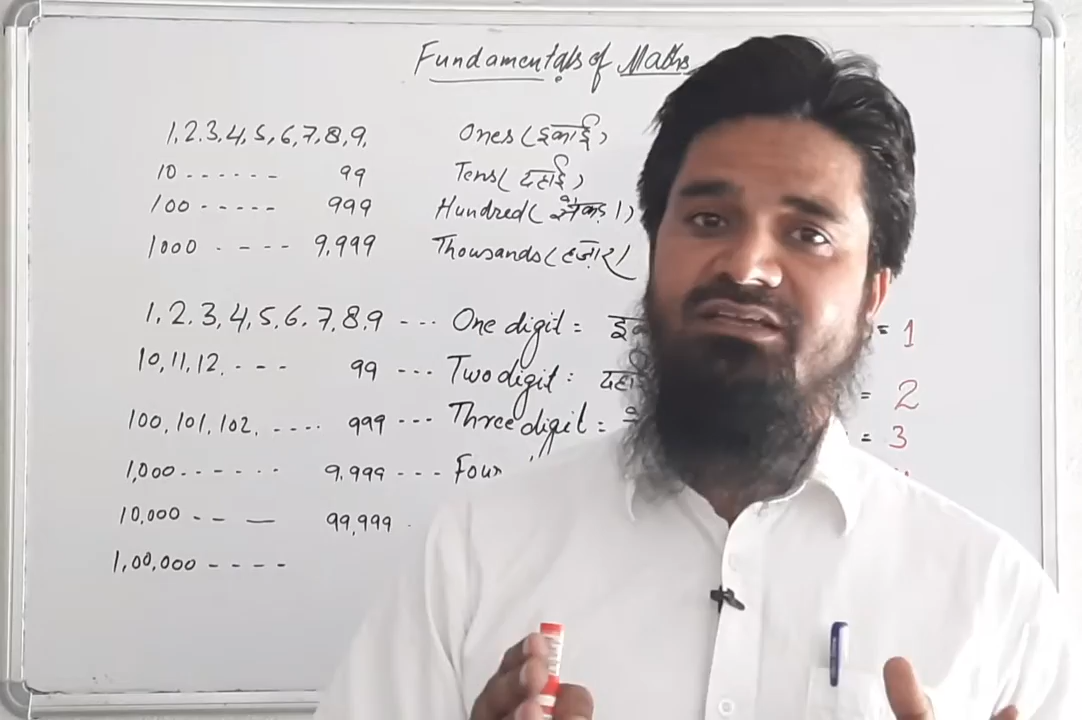 Fundamentals of Maths
1,2,3,4,5,6,7,8,9, Ones (इकाई)
10 ------ 99 Tens (दहाई)
100 ----- 999 Hundred (सैकड़ा)
1000 ---- 9,999 Thousands (हज़ार)
1,2,3,4,5,6,7,8,9 --- One digit = = 1
10,11,12, --- 99 --- Two digit : = 2
100, 101, 102, ---- 999 --- Three digit = = 3
1,000 ------ 9,999 --- Four
10,000 -- — 99,999 -
1,00,000 ----